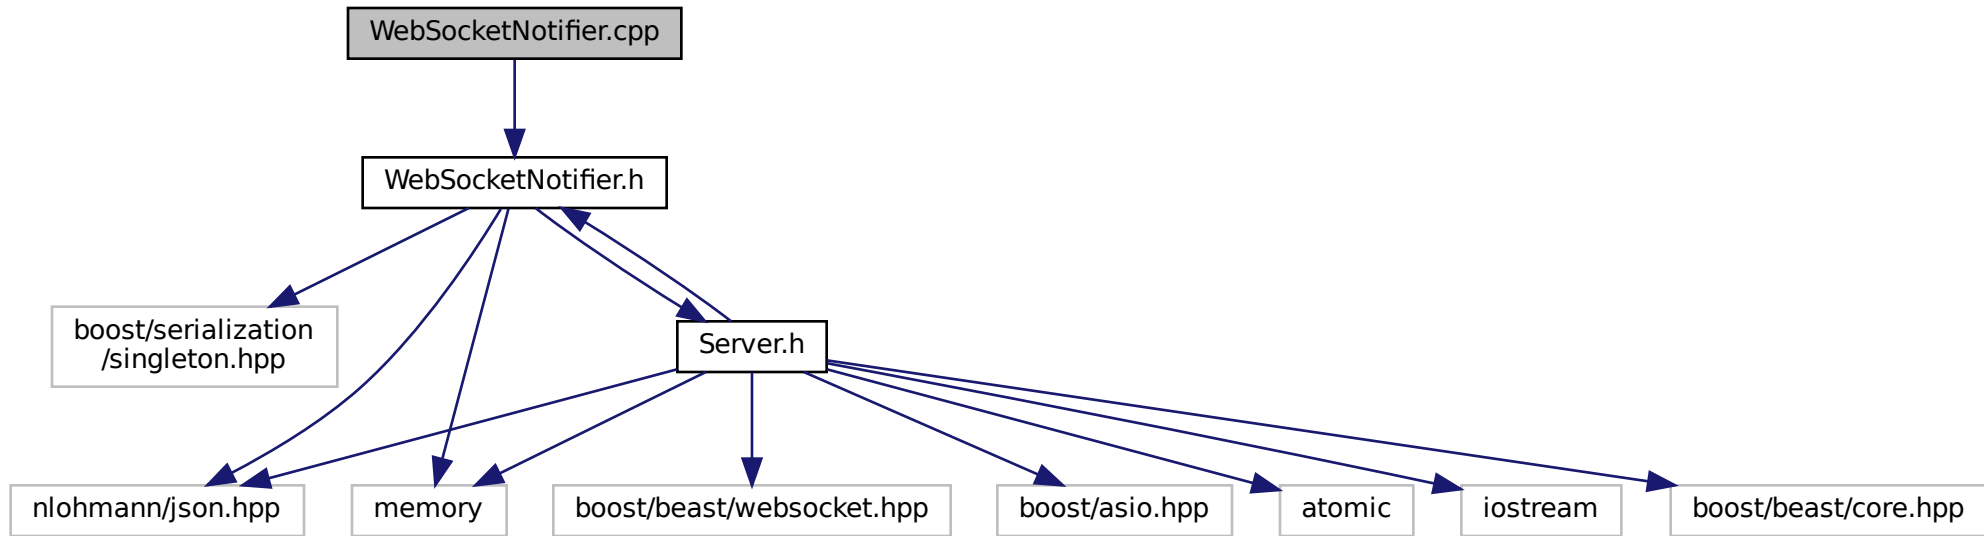 WebSocketNotifier.cpp
WebSocketNotifier.h
boost/serialization
/singleton.hpp
Server.h
nlohmann/json.hpp
memory
boost/beast/websocket.hpp
boost/asio.hpp
atomic
iostream
boost/beast/core.hpp